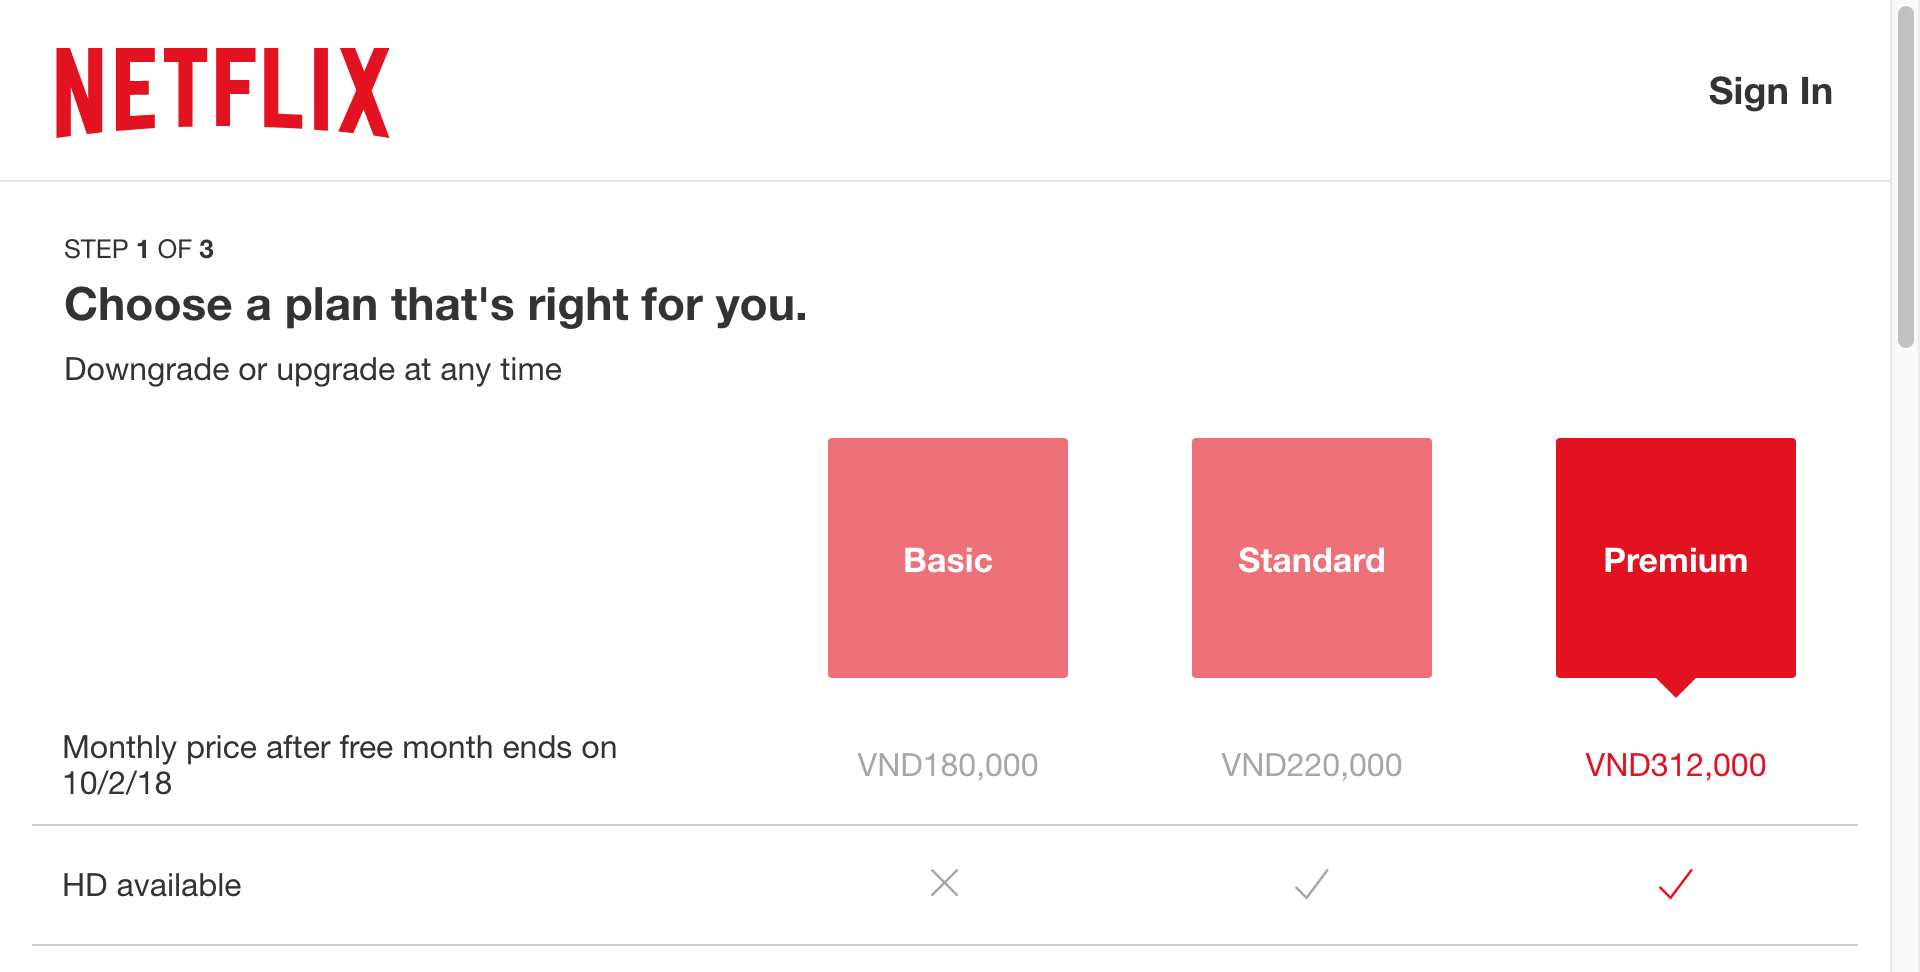 NETFLIX
Sign In
STEP 1 OF 3
Choose a plan that's right for you.
Downgrade or upgrade at any time
Basic
Standard
Premium
Monthly price after free month ends on
10/2/18
VND180,000
VND220,000
VND312,000
HD available